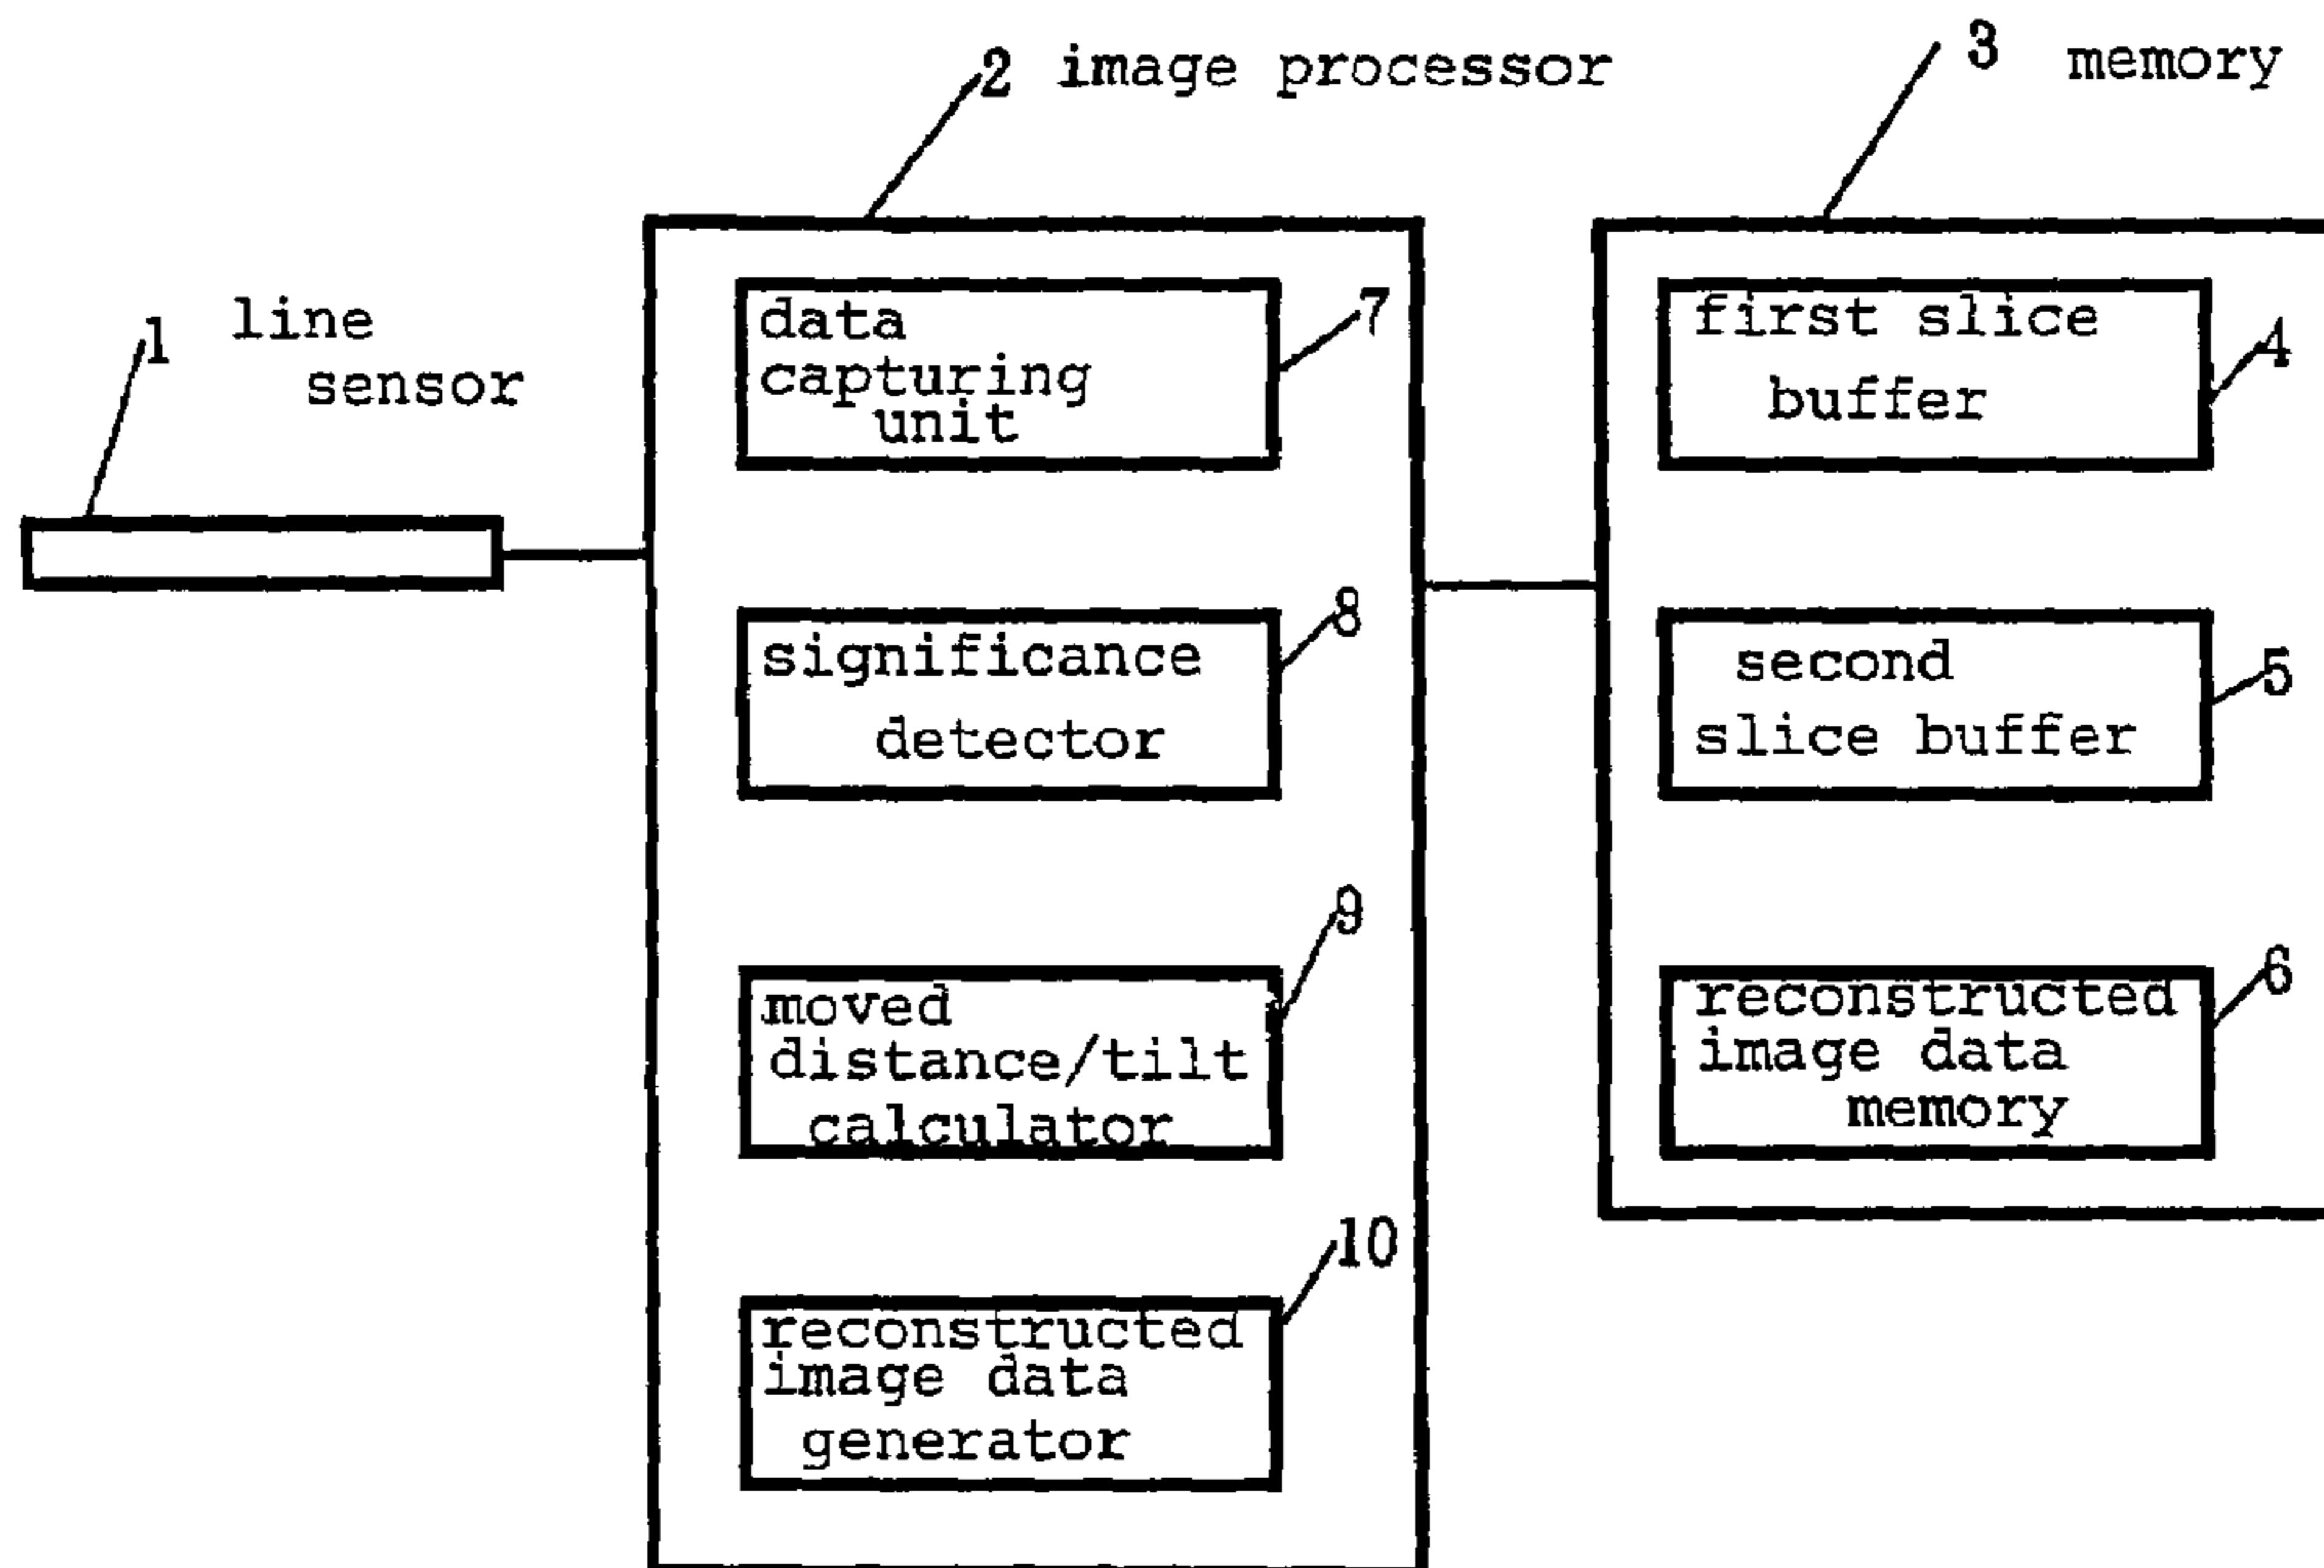 2 image processor
3 memory
1 line
sensor
data
capturing
unit
7
significance
detector
8
moved
distance/tilt
calculator
9
reconstructed
image data
generator
10
first slice
buffer
4
second
slice buffer
5
reconstructed
image data
memory
6